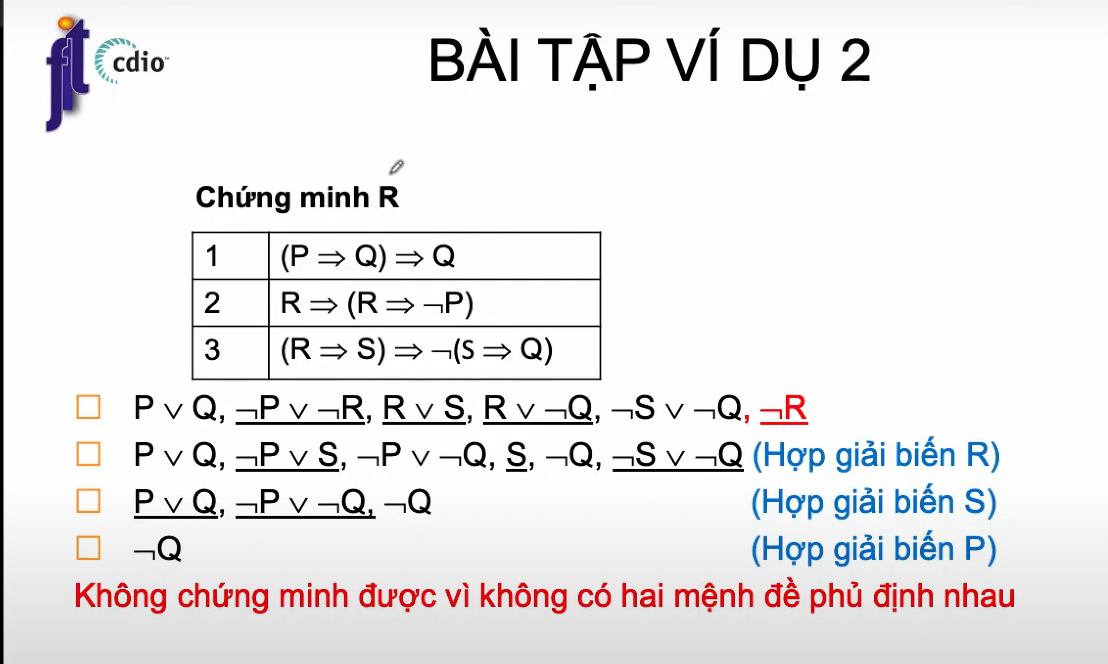 fit cdio™
BÀI TẬP VÍ DỤ 2
Chứng minh R
1 (P ⇒ Q) ⇒ Q
2 R ⇒ (R ⇒ ¬P)
3 (R ⇒ S) ⇒ ¬(S ⇒ Q)
P ∨ Q, ¬P ∨ ¬R, R ∨ S, R ∨ ¬Q, ¬S ∨ ¬Q, ¬R
P ∨ Q, ¬P ∨ S, ¬P ∨ ¬Q, S, ¬Q, ¬S ∨ ¬Q (Hợp giải biến R)
P ∨ Q, ¬P ∨ ¬Q, ¬Q (Hợp giải biến S)
¬Q (Hợp giải biến P)
Không chứng minh được vì không có hai mệnh đề phủ định nhau